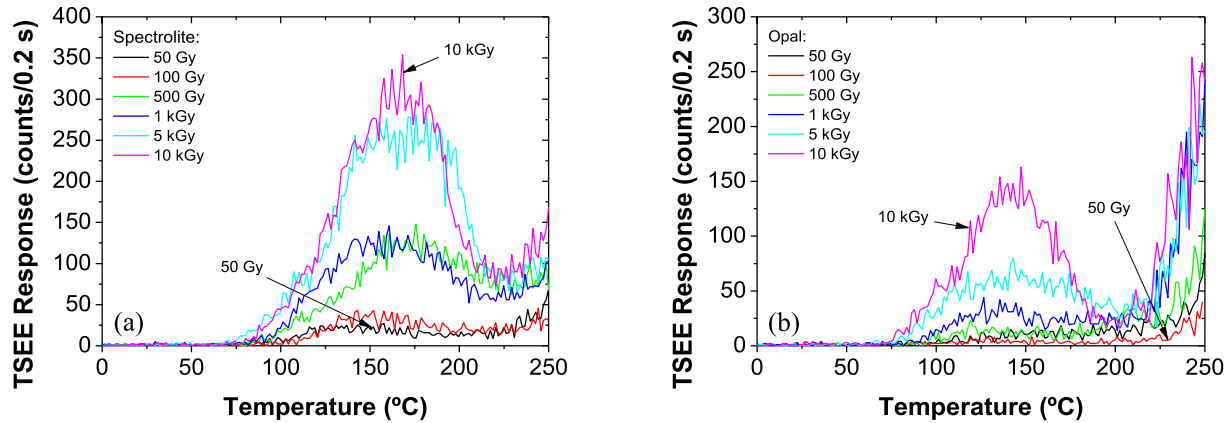 TSEE Response (counts/0.2 s)
400
350
300
250
200
150
100
50
0
Spectrolite:
50 Gy
100 Gy
500 Gy
1 kGy
5 kGy
10 kGy
10 kGy
50 Gy
(a)
0 50 100 150 200 250
Temperature (ºC)
TSEE Response (counts/0.2 s)
300
250
200
150
100
50
0
Opal:
50 Gy
100 Gy
500 Gy
1 kGy
5 kGy
10 kGy
10 kGy
50 Gy
(b)
0 50 100 150 200 250
Temperature (ºC)